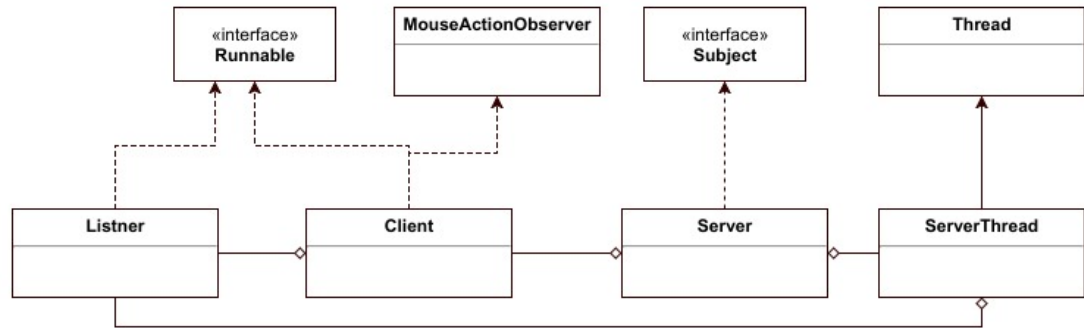 «interface»
Runnable
MouseActionObserver
«interface»
Subject
Thread
Listner
Client
Server
ServerThread